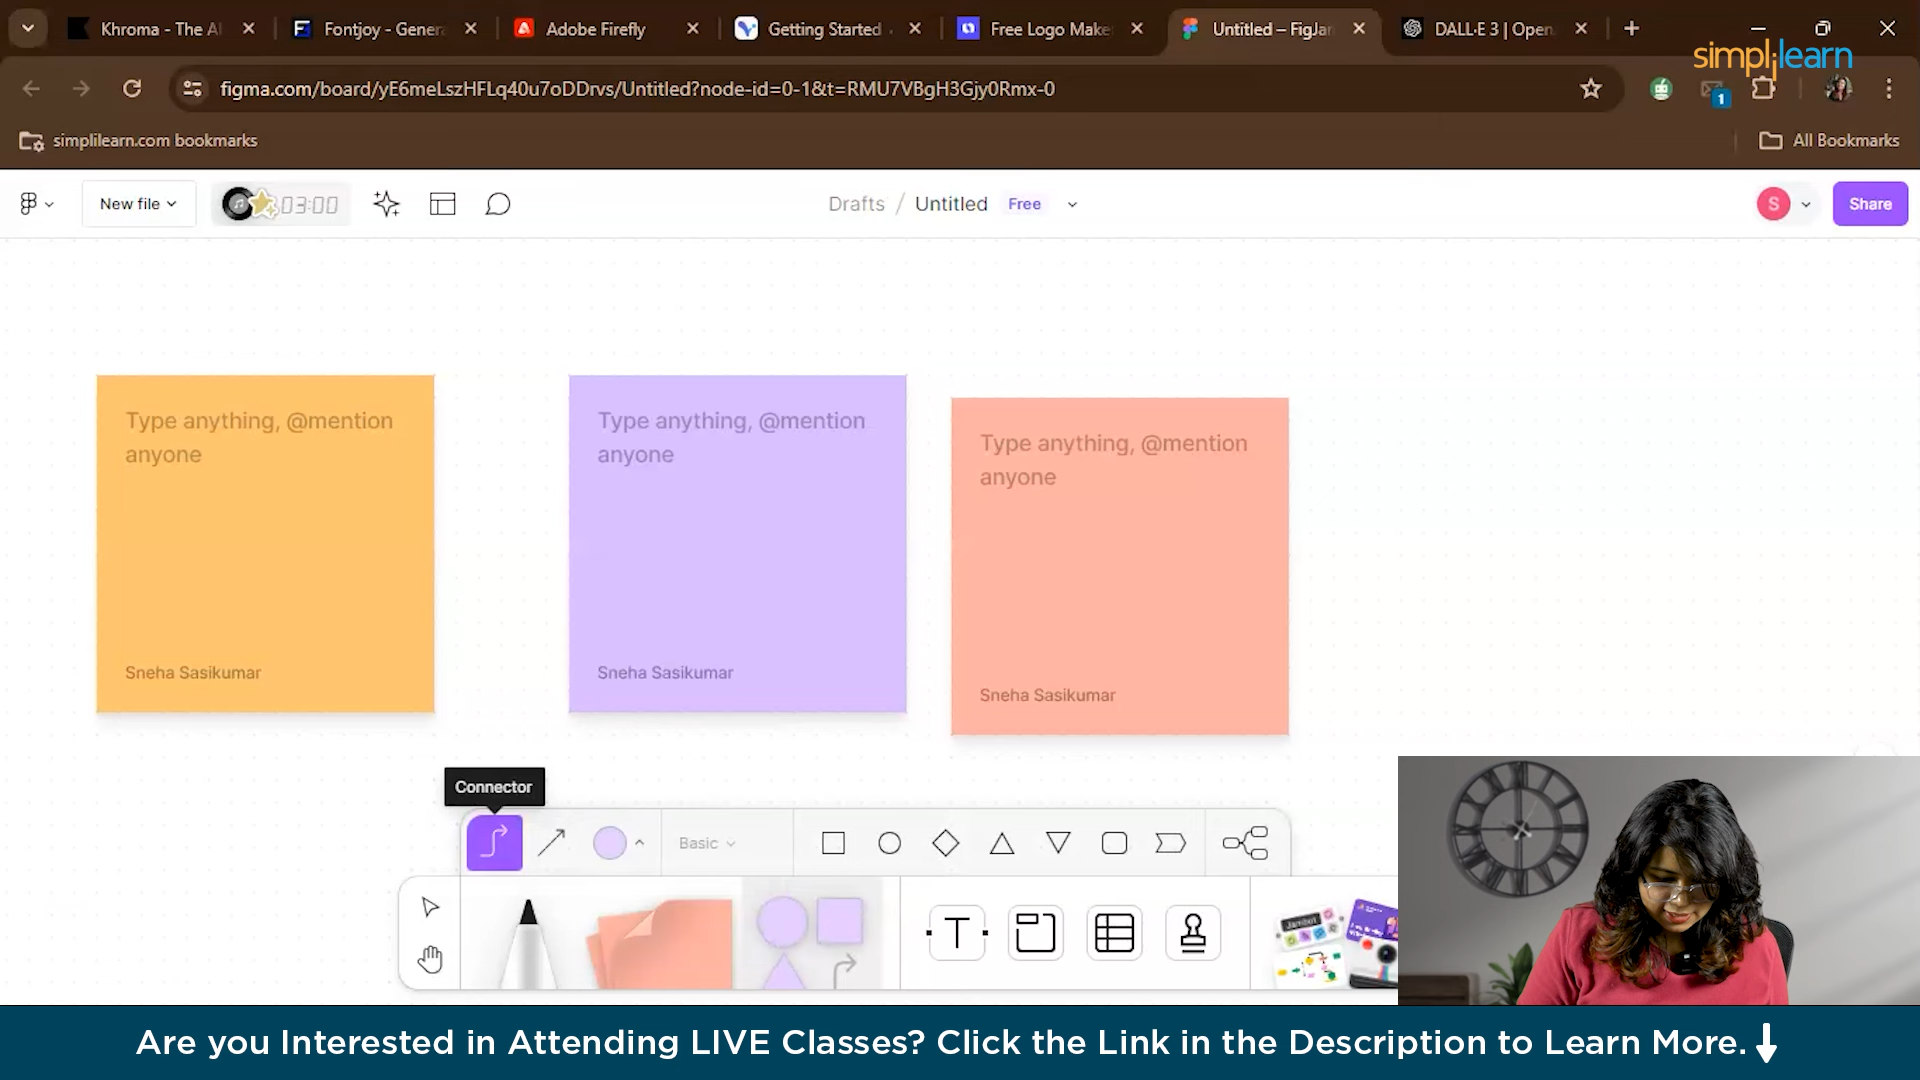 Khroma - The AI
Fontjoy - Genera
Adobe Firefly
Getting Started
Free Logo Make
Untitled – FigJam
DALL·E 3 | Open
simplilearn
figma.com/board/yE6meLszHFLq40u7oDDrvs/Untitled?node-id=0-1&t=RMU7VBgH3Gjy0Rmx-0
1
simplilearn.com bookmarks
All Bookmarks
New file
03:00
Drafts / Untitled
Free
S
Share
Type anything, @mention
anyone
Sneha Sasikumar
Type anything, @mention
anyone
Sneha Sasikumar
Type anything, @mention
anyone
Sneha Sasikumar
Connector
Basic
T
Are you Interested in Attending LIVE Classes? Click the Link in the Description to Learn More.